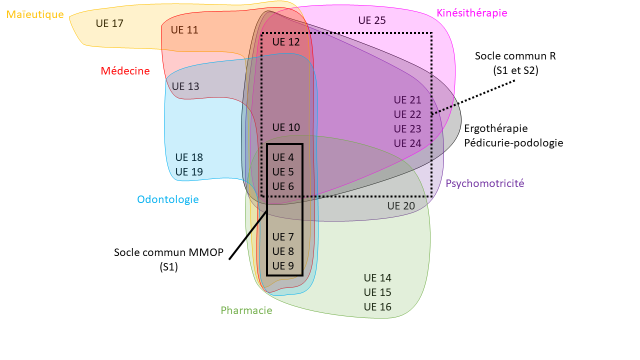 Maïeutique
UE 17
UE 11
UE 12
UE 25
Kinésithérapie
Socle commun R
(S1 et S2)
Médecine
UE 13
UE 21
UE 22
UE 23
UE 24
UE 10
Ergothérapie
Pédicurie-podologie
UE 18
UE 19
UE 4
UE 5
UE 6
Psychomotricité
Odontologie
UE 20
UE 7
UE 8
UE 9
Socle commun MMOP
(S1)
UE 14
UE 15
UE 16
Pharmacie